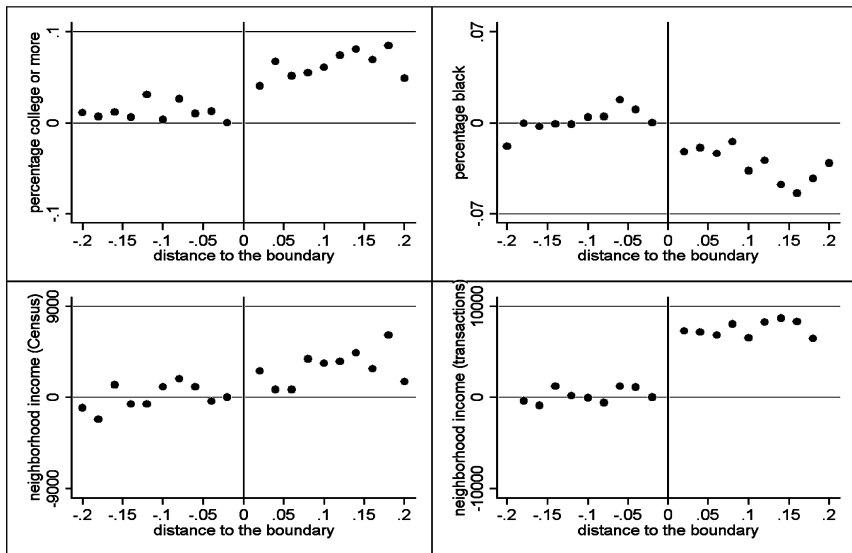 percentage college or more
.1
0
-.1
-.2 -.15 -.1 -.05 0 .05 .1 .15 .2
distance to the boundary
percentage black
.07
0
-.07
-.2 -.15 -.1 -.05 0 .05 .1 .15 .2
distance to the boundary
neighborhood income (Census)
9000
0
-9000
-.2 -.15 -.1 -.05 0 .05 .1 .15 .2
distance to the boundary
neighborhood income (transactions)
10000
0
-10000
-.2 -.15 -.1 -.05 0 .05 .1 .15 .2
distance to the boundary